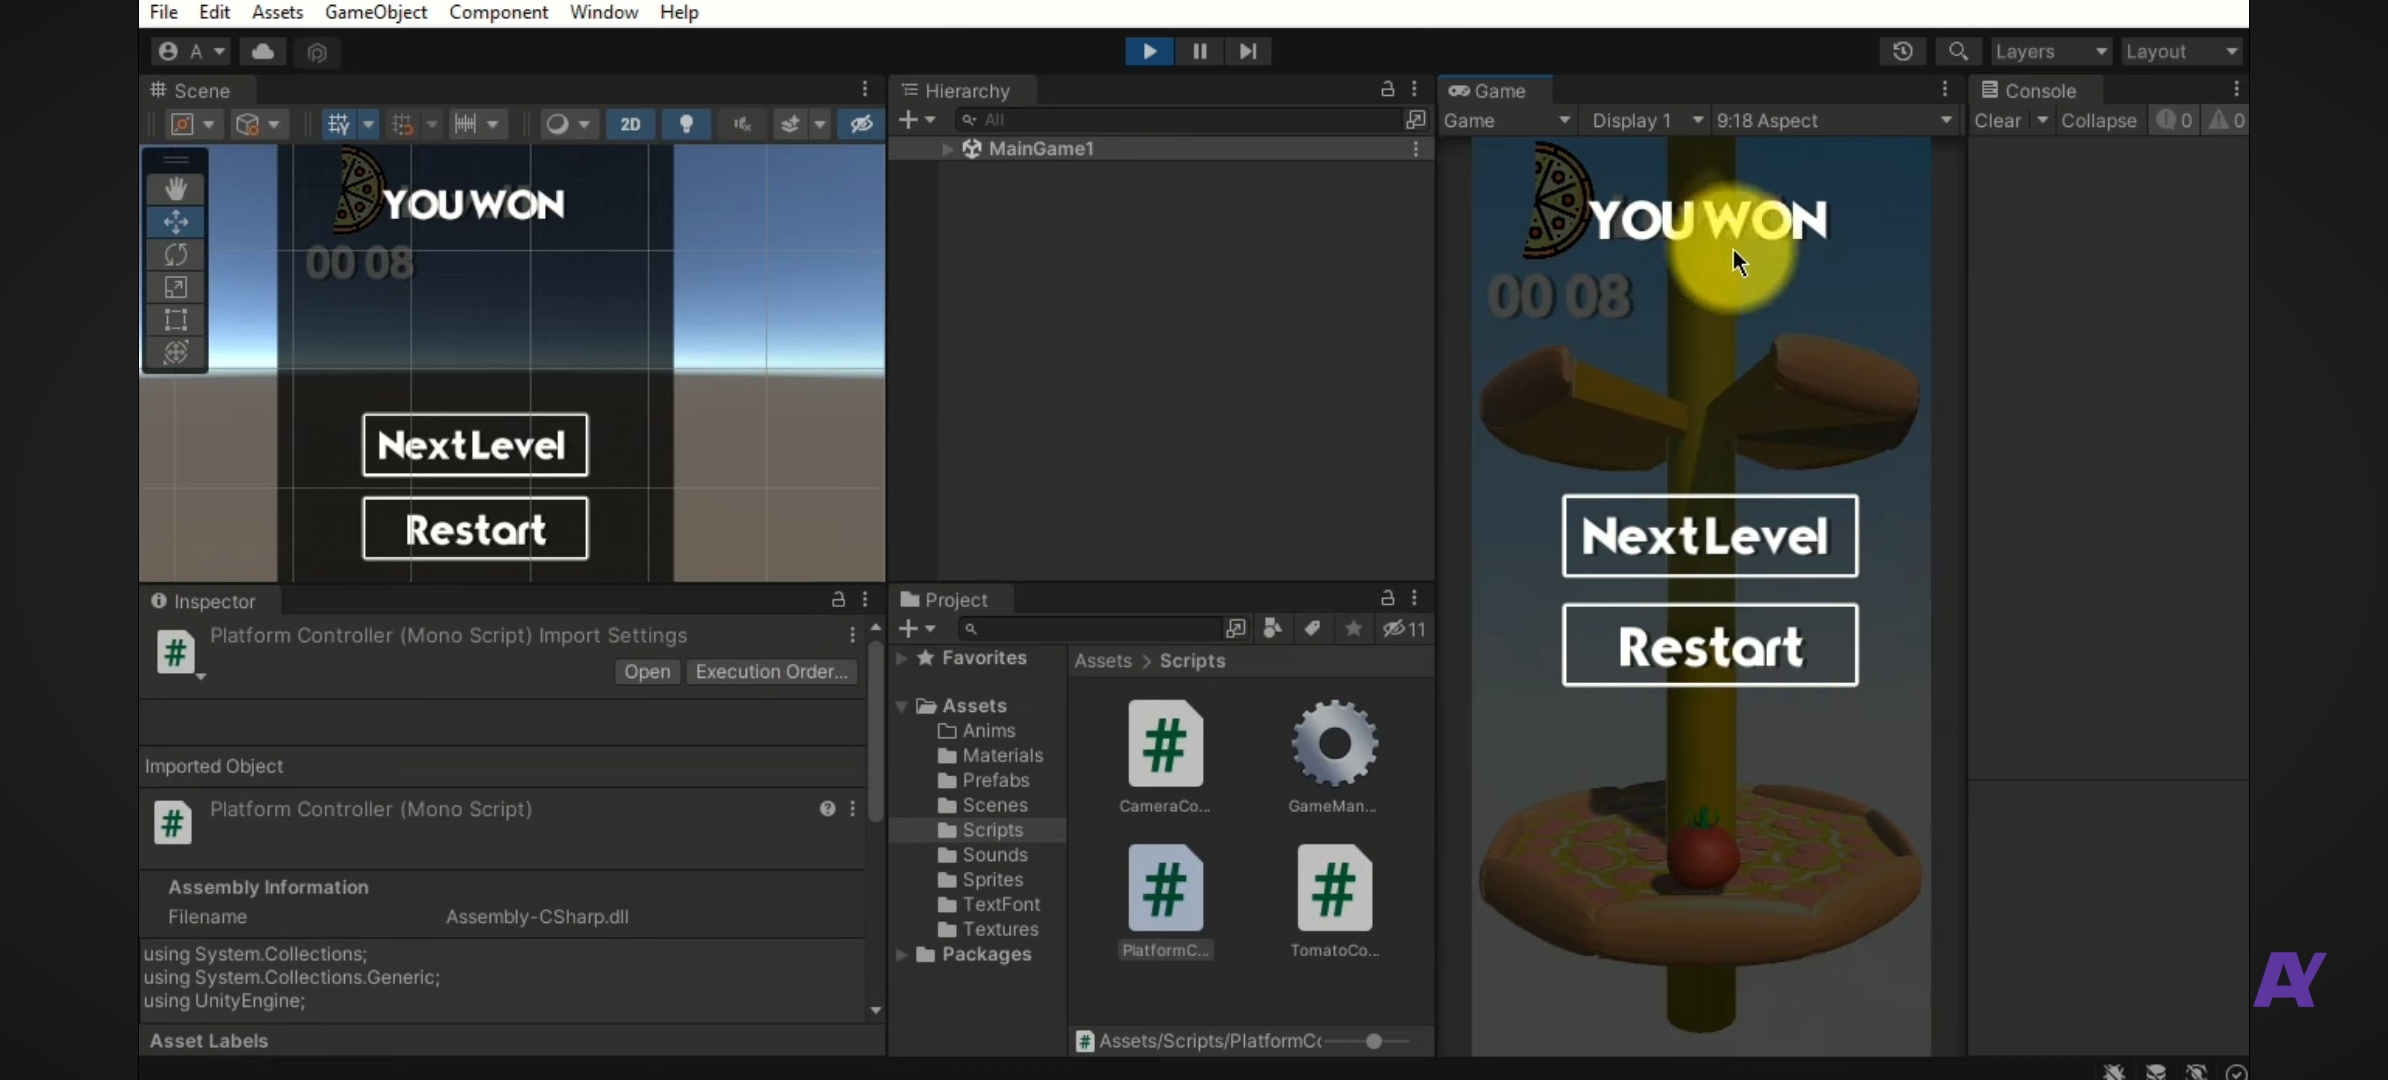 File Edit Assets GameObject Component Window Help
A
Layers
Layout
Scene
2D
YOU WON
00 08
Next Level
Restart
Hierarchy
All
MainGame1
Game
Game
Display 1
9:18 Aspect
YOU WON
00 08
Next Level
Restart
Console
Clear
Collapse
0
0
Inspector
Platform Controller (Mono Script) Import Settings
Open
Execution Order...
Imported Object
Platform Controller (Mono Script)
Assembly Information
Filename Assembly-CSharp.dll
using System.Collections;
using System.Collections.Generic;
using UnityEngine;
Asset Labels
Project
11
Favorites
Assets
Anims
Materials
Prefabs
Scenes
Scripts
Sounds
Sprites
TextFont
Textures
Packages
Assets > Scripts
CameraCo...
GameMan...
PlatformC...
TomatoCo...
Assets/Scripts/PlatformCo
AY